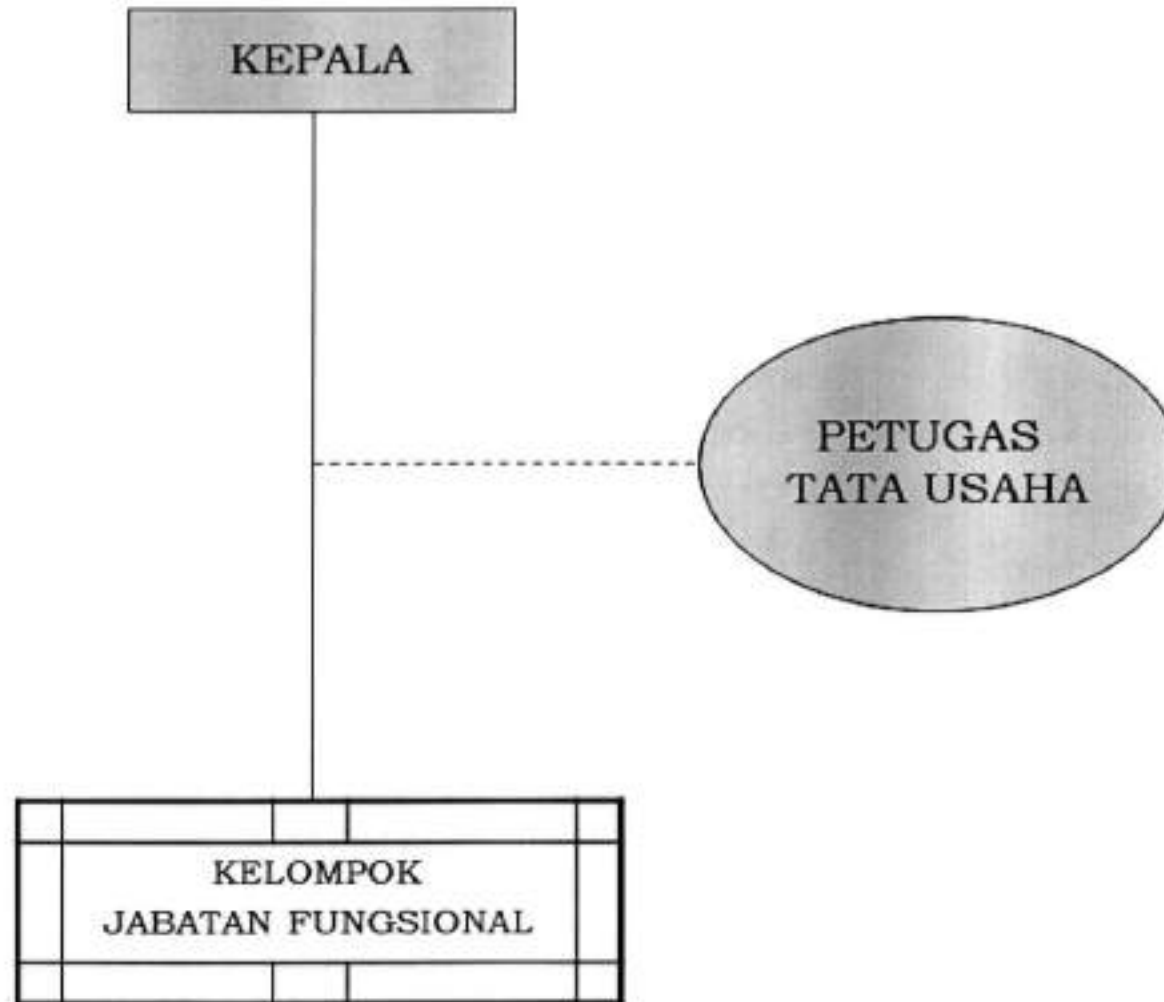 KEPALA
PETUGAS
TATA USAHA
KELOMPOK
JABATAN FUNGSIONAL